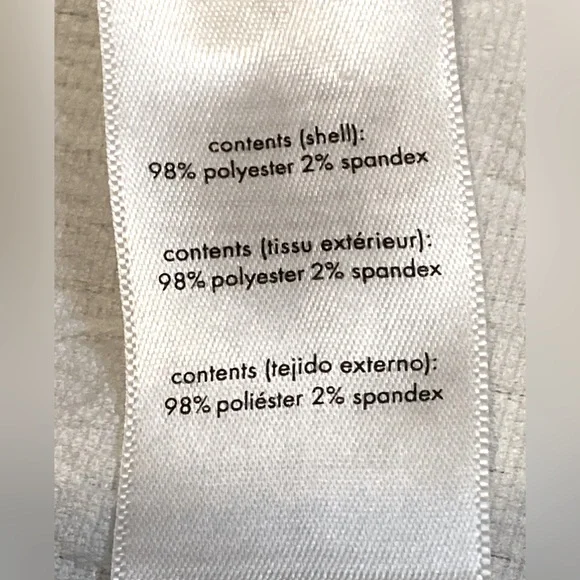 contents (shell):
98% polyester 2% spandex
contents (tissu extérieur):
98% polyester 2% spandex
contents (tejido externo):
98% poliéster 2% spandex